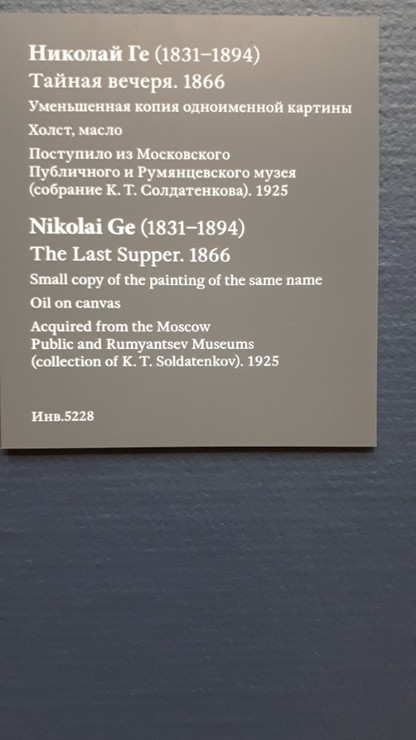 Николай Ге (1831–1894)
Тайная вечеря. 1866
Уменьшенная копия одноименной картины
Холст, масло
Поступило из Московского
Публичного и Румянцевского музея
(собрание К. Т. Солдатенкова). 1925
Nikolai Ge (1831–1894)
The Last Supper. 1866
Small copy of the painting of the same name
Oil on canvas
Acquired from the Moscow
Public and Rumyantsev Museums
(collection of K. T. Soldatenkov). 1925
Инв.5228